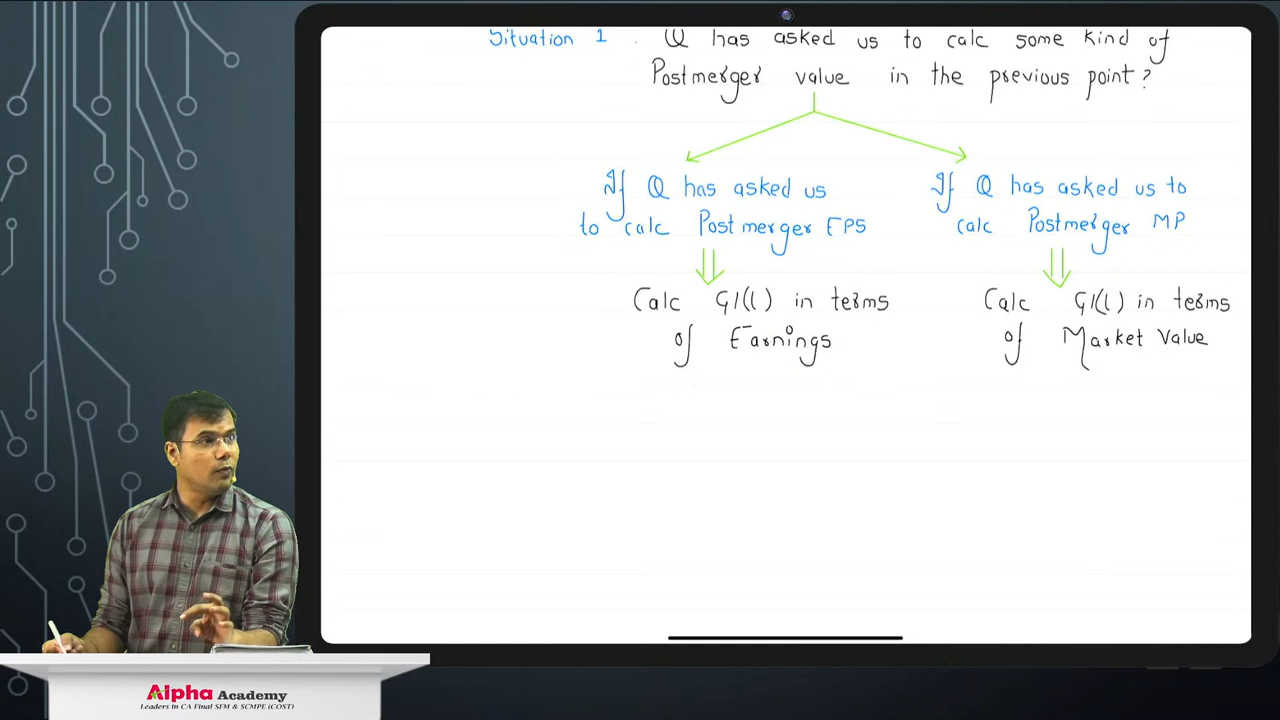 Situation 1. Q has asked us to calc some kind of
Postmerger value in the previous point?
If Q has asked us
to calc Postmerger EPS
If Q has asked us to
calc Postmerger MP
Calc G/(L) in terms
of Earnings
Calc G/(L) in terms
of Market Value
Alpha Academy
Leaders in CA Final SFM & SCMPE (COST)